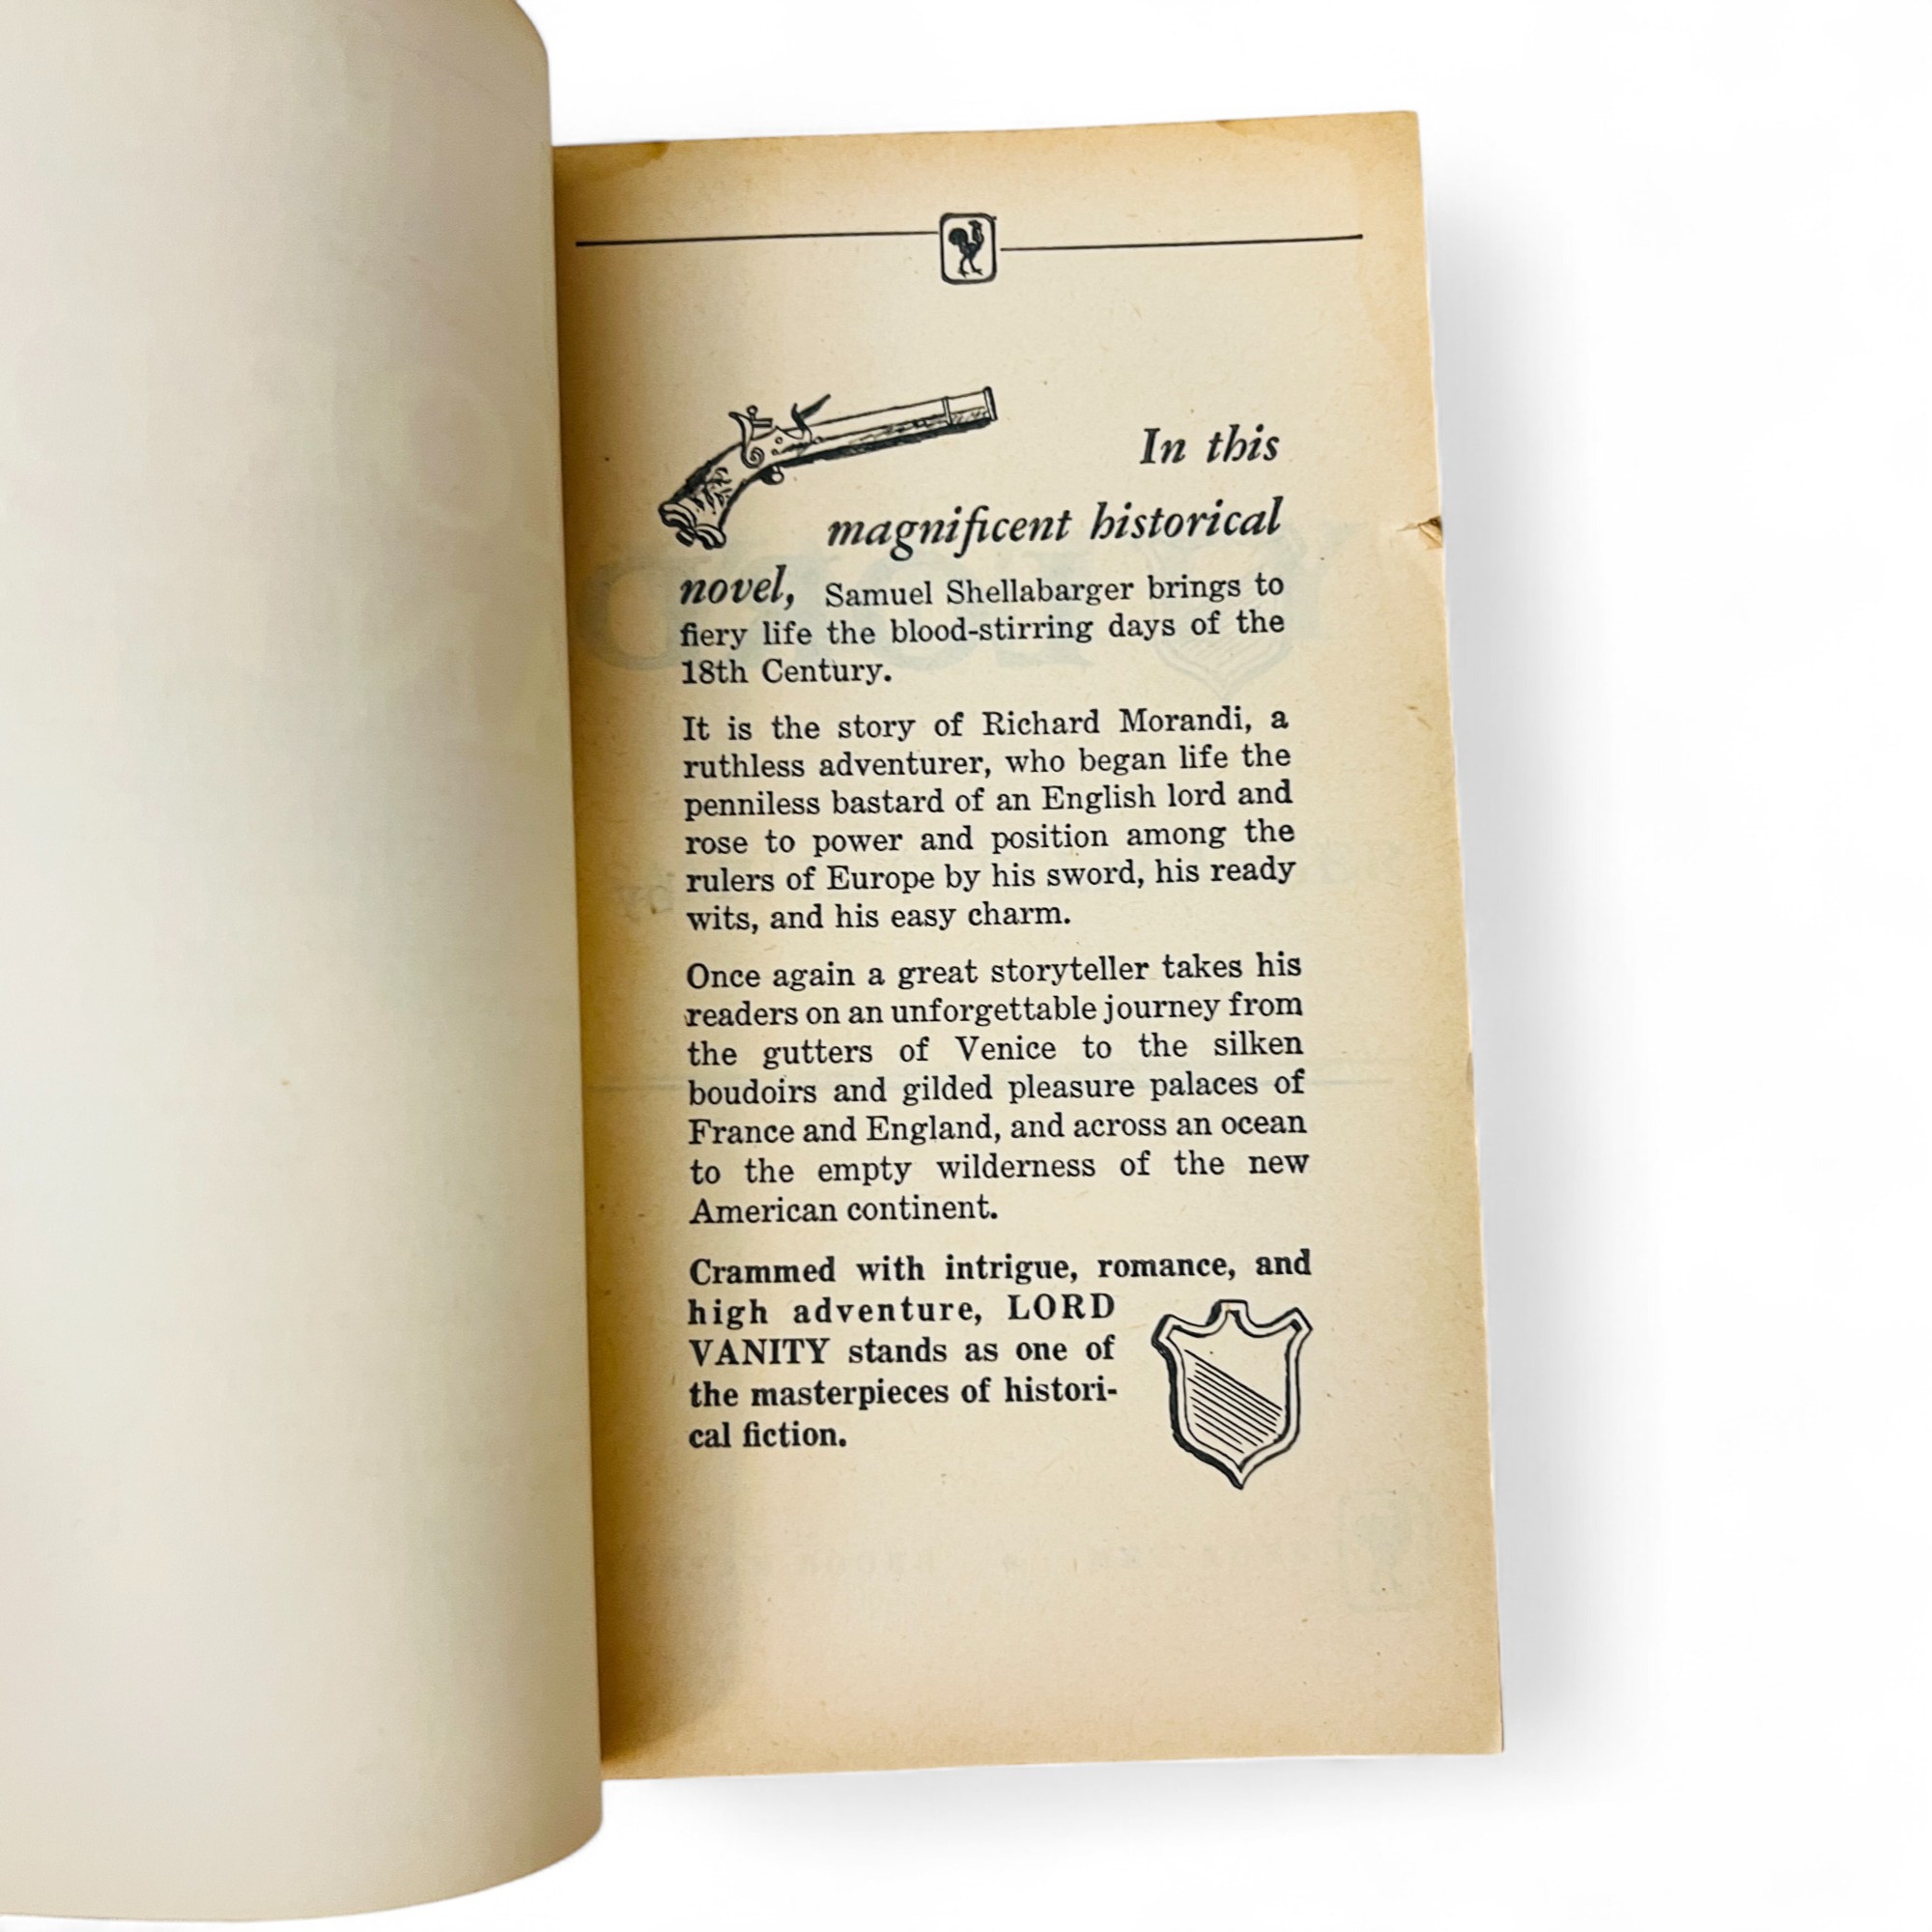 In this
magnificent historical
novel, Samuel Shellabarger brings to
fiery life the blood-stirring days of the
18th Century.
It is the story of Richard Morandi, a
ruthless adventurer, who began life the
penniless bastard of an English lord and
rose to power and position among the
rulers of Europe by his sword, his ready
wits, and his easy charm.
Once again a great storyteller takes his
readers on an unforgettable journey from
the gutters of Venice to the silken
boudoirs and gilded pleasure palaces of
France and England, and across an ocean
to the empty wilderness of the new
American continent.
Crammed with intrigue, romance, and
high adventure, LORD
VANITY stands as one of
the masterpieces of histori-
cal fiction.